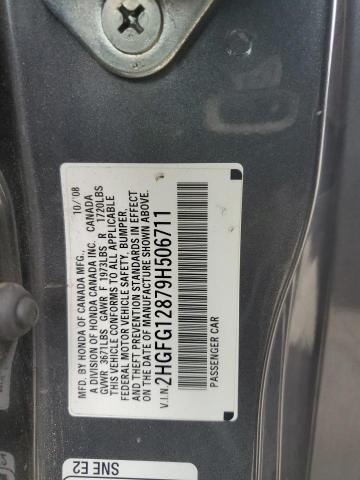 MFD. BY HONDA OF CANADA MFG., 10/'08
A DIVISION OF HONDA CANADA INC. CANADA
GVWR 3671LBS GAWR F 1973LBS R 1720LBS
THIS VEHICLE CONFORMS TO ALL APPLICABLE
FEDERAL MOTOR VEHICLE SAFETY, BUMPER,
AND THEFT PREVENTION STANDARDS IN EFFECT
ON THE DATE OF MANUFACTURE SHOWN ABOVE.
V.I.N. 2HGFG12879H506711
PASSENGER CAR
SNE E2